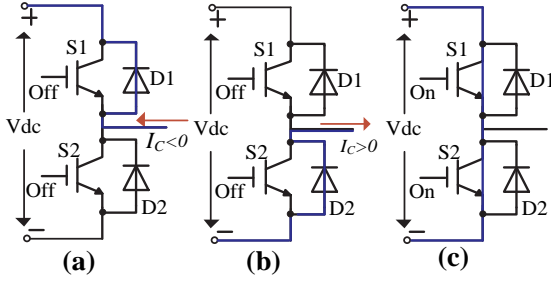 +
S1
D1
Off
Vdc
I_C<0
S2
Off
D2
−
(a)
+
S1
D1
Off
Vdc
I_C>0
S2
Off
D2
−
(b)
+
S1
D1
On
Vdc
S2
On
D2
−
(c)